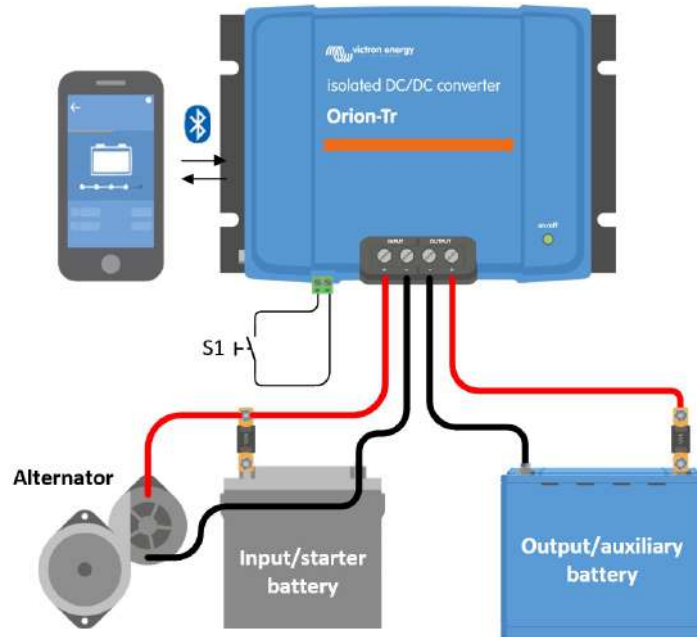 victron energy
isolated DC/DC converter
Orion-Tr
on/off
INPUT OUTPUT
+ - - +
S1
Alternator
Input/starter
battery
Output/auxiliary
battery